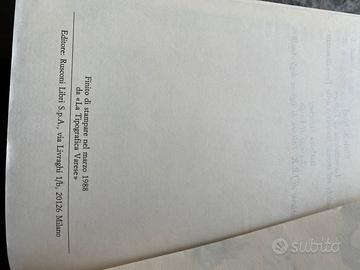 Finito di stampare nel marzo 1988
da «La Tipografica Varese»
Editore: Rusconi Libri S.p.A., via Livraghi 1/b, 20126 Milano
subito